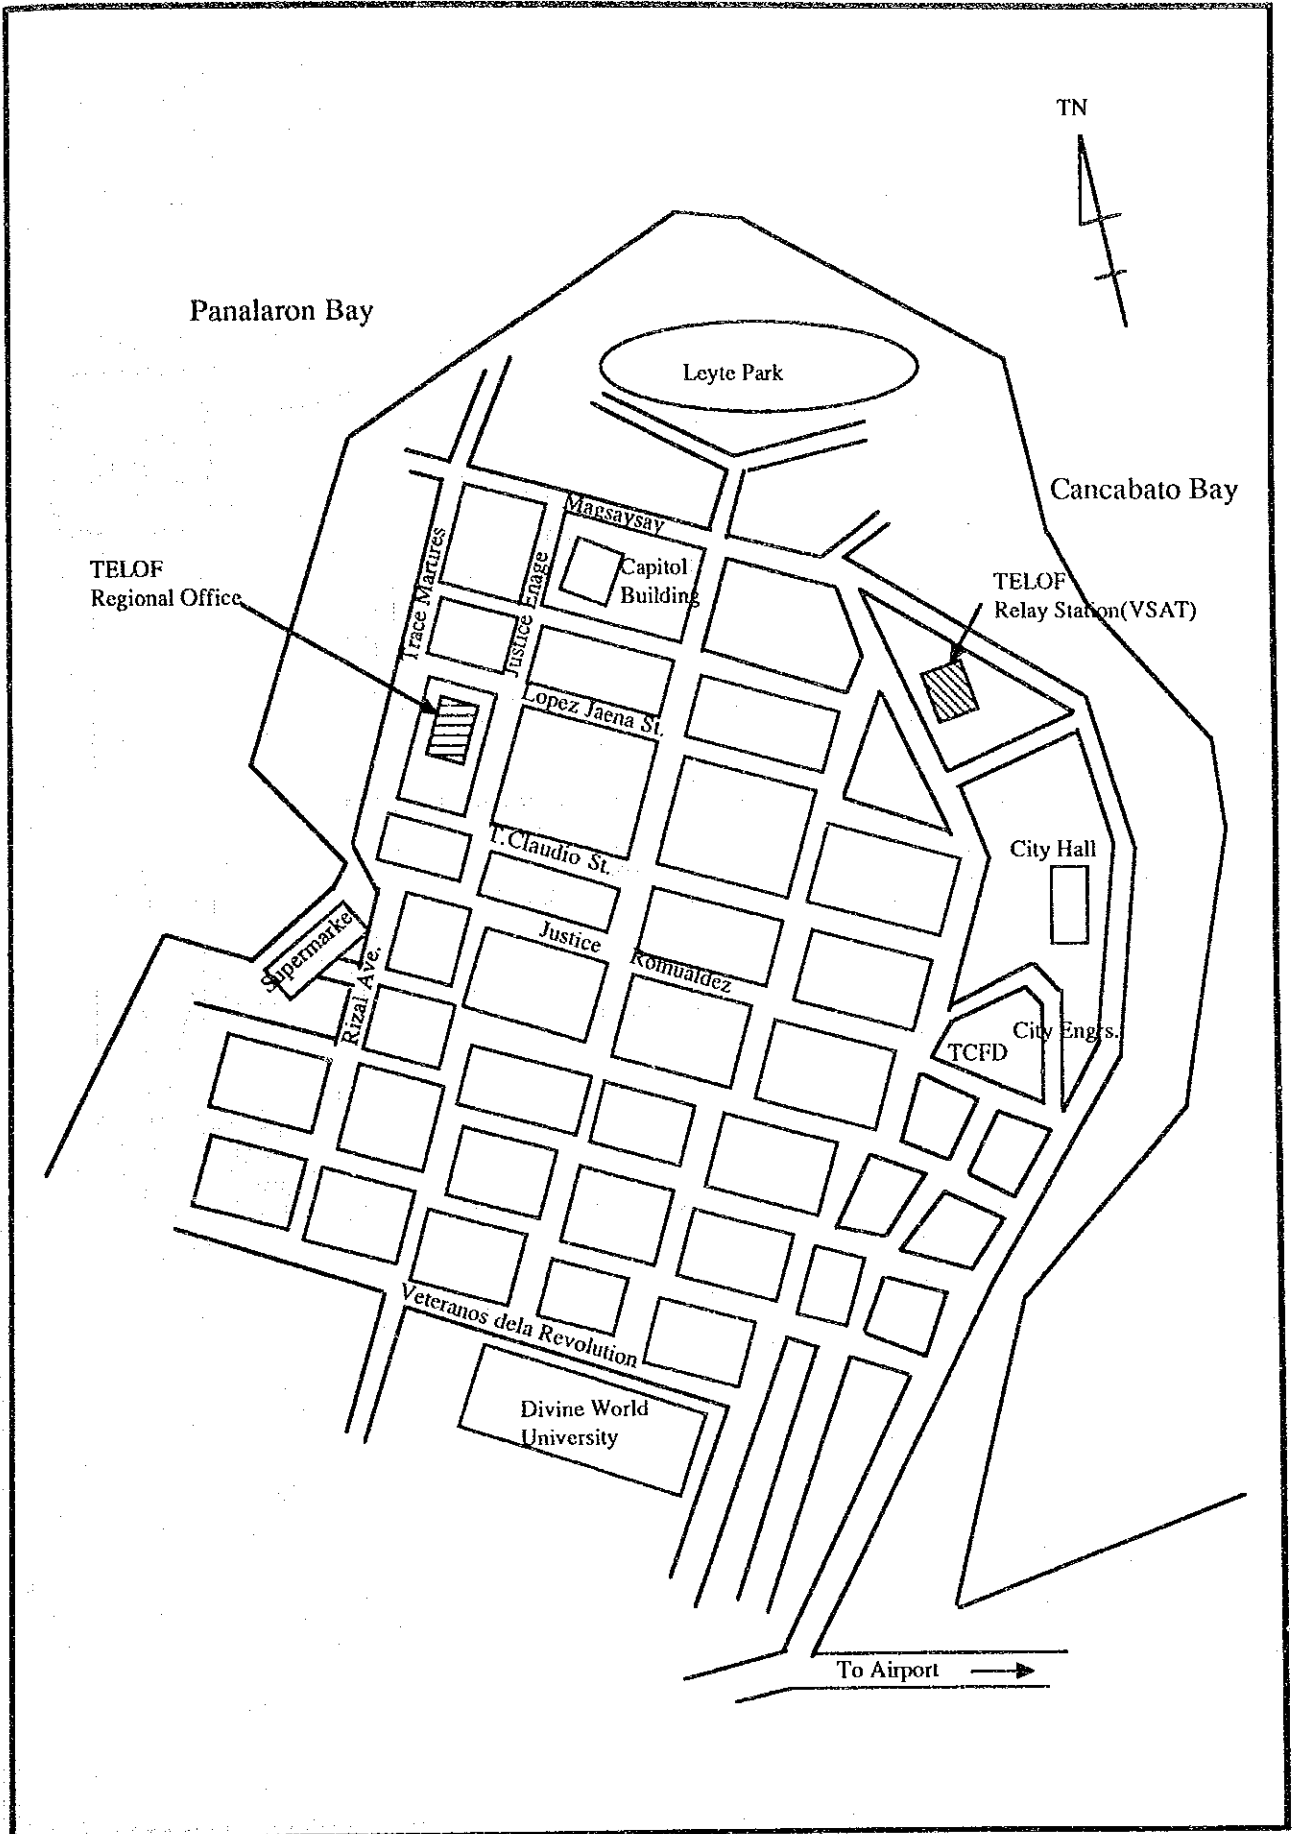 TN
Panalaron Bay
Leyte Park
Cancabato Bay
Magsaysay
TELOF
Regional Office
Trace Martires
Justice Enage
Capitol
Building
TELOF
Relay Station(VSAT)
Lopez Jaena St.
T.Claudio St.
City Hall
Supermarke
Justice
Romualdez
Rizal Ave.
City Engrs.
TCFD
Veteranos dela Revolution
Divine World
University
To Airport